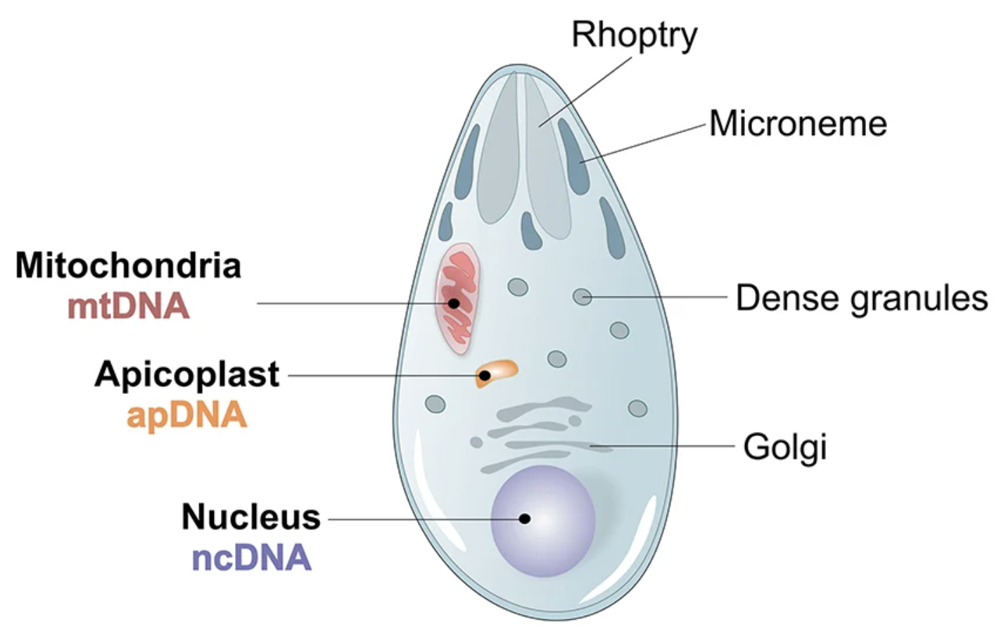 Rhoptry
Microneme
Mitochondria
mtDNA
Dense granules
Apicoplast
apDNA
Golgi
Nucleus
ncDNA